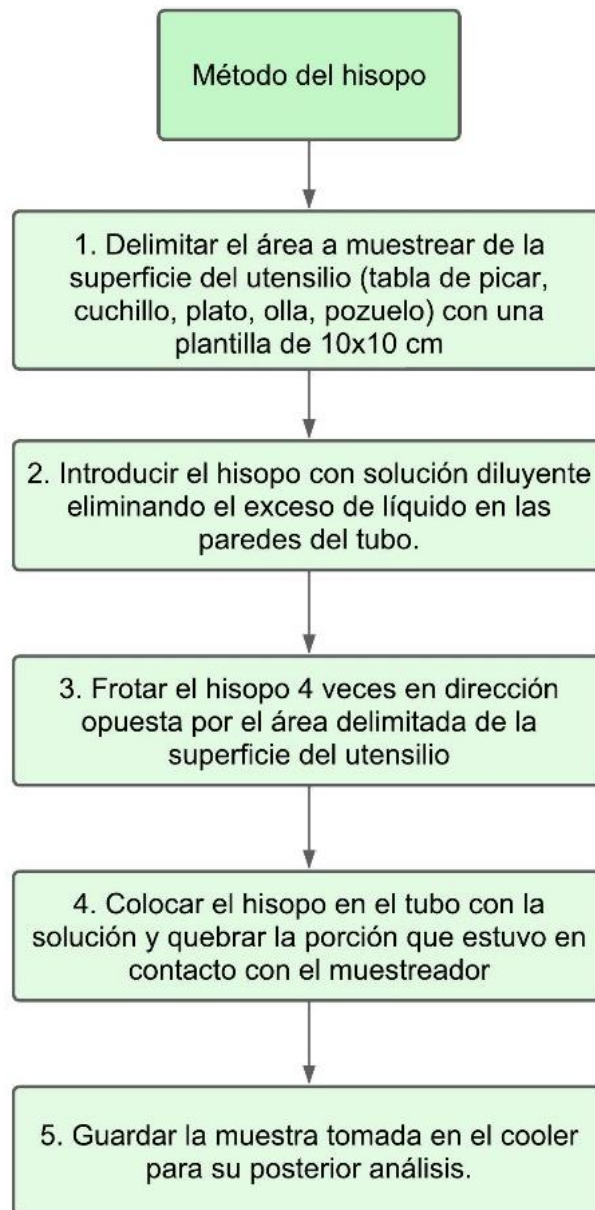 Método del hisopo
1. Delimitar el área a muestrear de la
superficie del utensilio (tabla de picar,
cuchillo, plato, olla, pozuelo) con una
plantilla de 10x10 cm
2. Introducir el hisopo con solución diluyente
eliminando el exceso de líquido en las
paredes del tubo.
3. Frotar el hisopo 4 veces en dirección
opuesta por el área delimitada de la
superficie del utensilio
4. Colocar el hisopo en el tubo con la
solución y quebrar la porción que estuvo en
contacto con el muestreador
5. Guardar la muestra tomada en el cooler
para su posterior análisis.